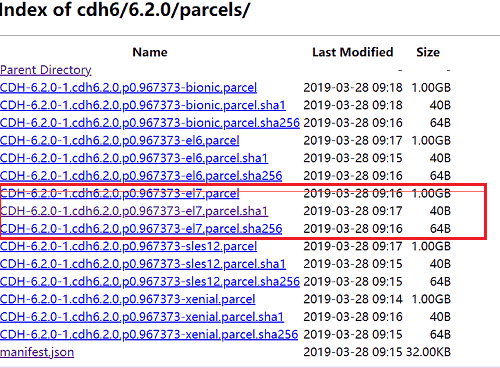 Index of cdh6/6.2.0/parcels/
Name Last Modified Size
Parent Directory - -
CDH-6.2.0-1.cdh6.2.0.p0.967373-bionic.parcel 2019-03-28 09:18 1.00GB
CDH-6.2.0-1.cdh6.2.0.p0.967373-bionic.parcel.sha1 2019-03-28 09:18 40B
CDH-6.2.0-1.cdh6.2.0.p0.967373-bionic.parcel.sha256 2019-03-28 09:16 64B
CDH-6.2.0-1.cdh6.2.0.p0.967373-el6.parcel 2019-03-28 09:17 1.00GB
CDH-6.2.0-1.cdh6.2.0.p0.967373-el6.parcel.sha1 2019-03-28 09:15 40B
CDH-6.2.0-1.cdh6.2.0.p0.967373-el6.parcel.sha256 2019-03-28 09:16 64B
CDH-6.2.0-1.cdh6.2.0.p0.967373-el7.parcel 2019-03-28 09:16 1.00GB
CDH-6.2.0-1.cdh6.2.0.p0.967373-el7.parcel.sha1 2019-03-28 09:17 40B
CDH-6.2.0-1.cdh6.2.0.p0.967373-el7.parcel.sha256 2019-03-28 09:16 64B
CDH-6.2.0-1.cdh6.2.0.p0.967373-sles12.parcel 2019-03-28 09:17 1.00GB
CDH-6.2.0-1.cdh6.2.0.p0.967373-sles12.parcel.sha1 2019-03-28 09:15 40B
CDH-6.2.0-1.cdh6.2.0.p0.967373-sles12.parcel.sha256 2019-03-28 09:15 64B
CDH-6.2.0-1.cdh6.2.0.p0.967373-xenial.parcel 2019-03-28 09:14 1.00GB
CDH-6.2.0-1.cdh6.2.0.p0.967373-xenial.parcel.sha1 2019-03-28 09:16 40B
CDH-6.2.0-1.cdh6.2.0.p0.967373-xenial.parcel.sha256 2019-03-28 09:15 64B
manifest.json 2019-03-28 09:15 32.00KB